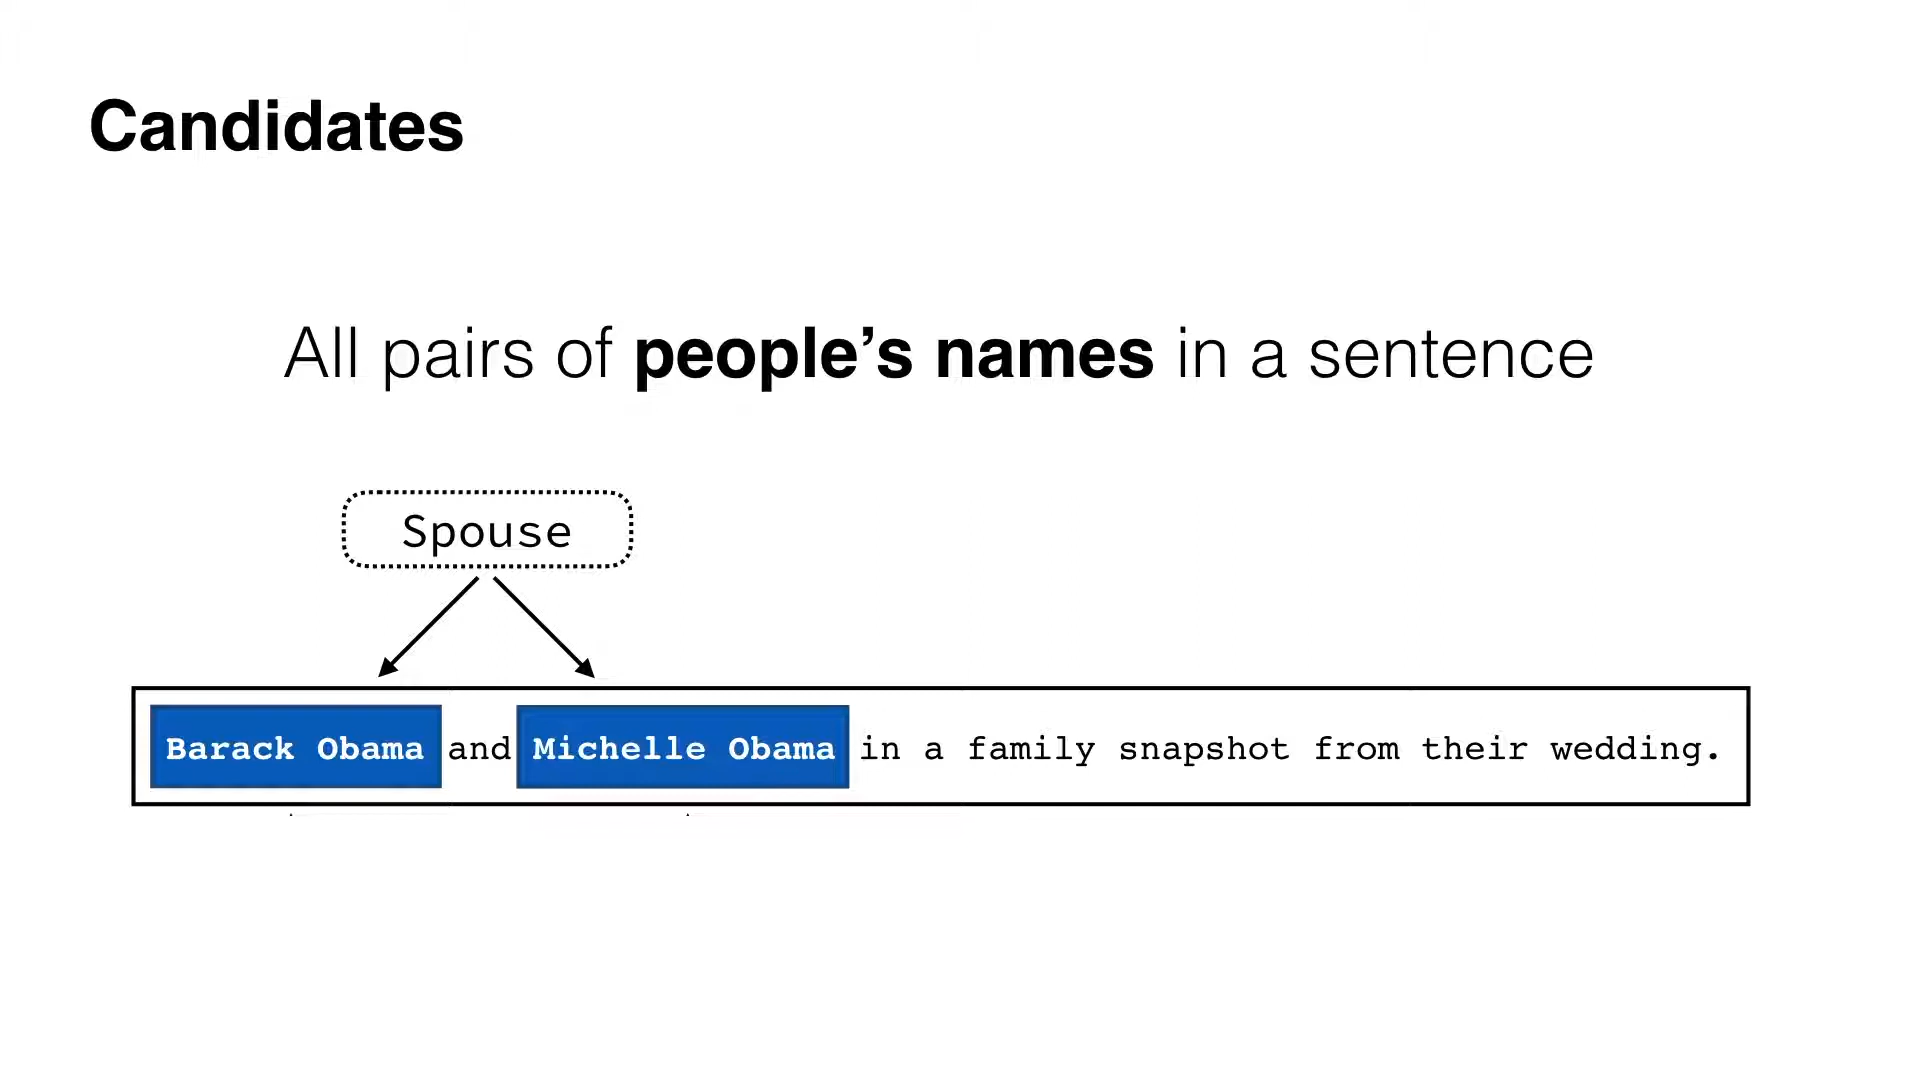 Candidates
All pairs of people’s names in a sentence
Spouse
Barack Obama and Michelle Obama in a family snapshot from their wedding.